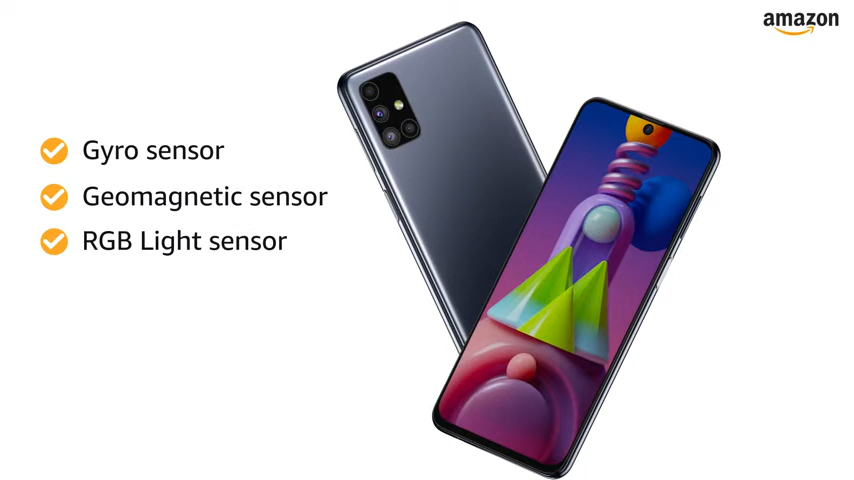 amazon
Gyro sensor
Geomagnetic sensor
RGB Light sensor